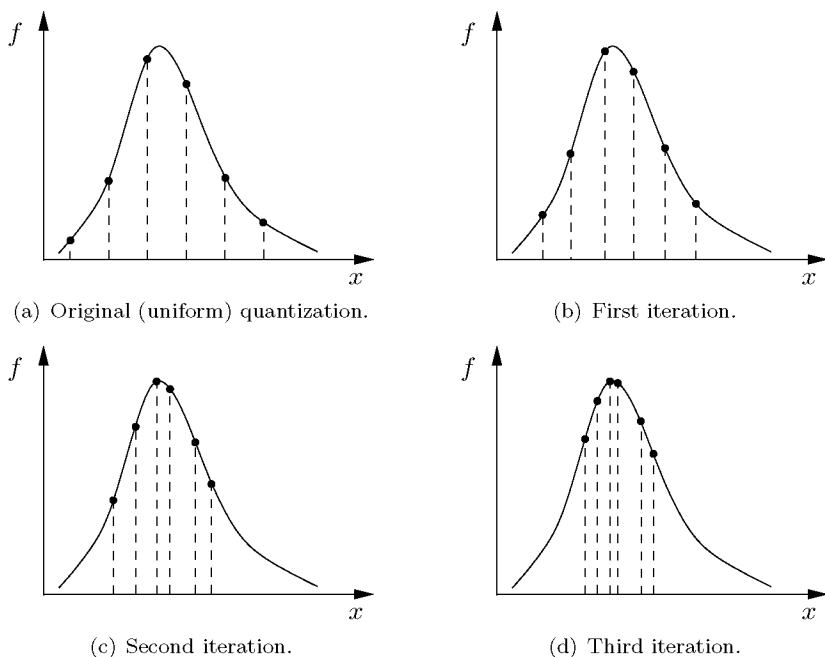 f
f
x
x
(a) Original (uniform) quantization.
(b) First iteration.
f
f
x
x
(c) Second iteration.
(d) Third iteration.